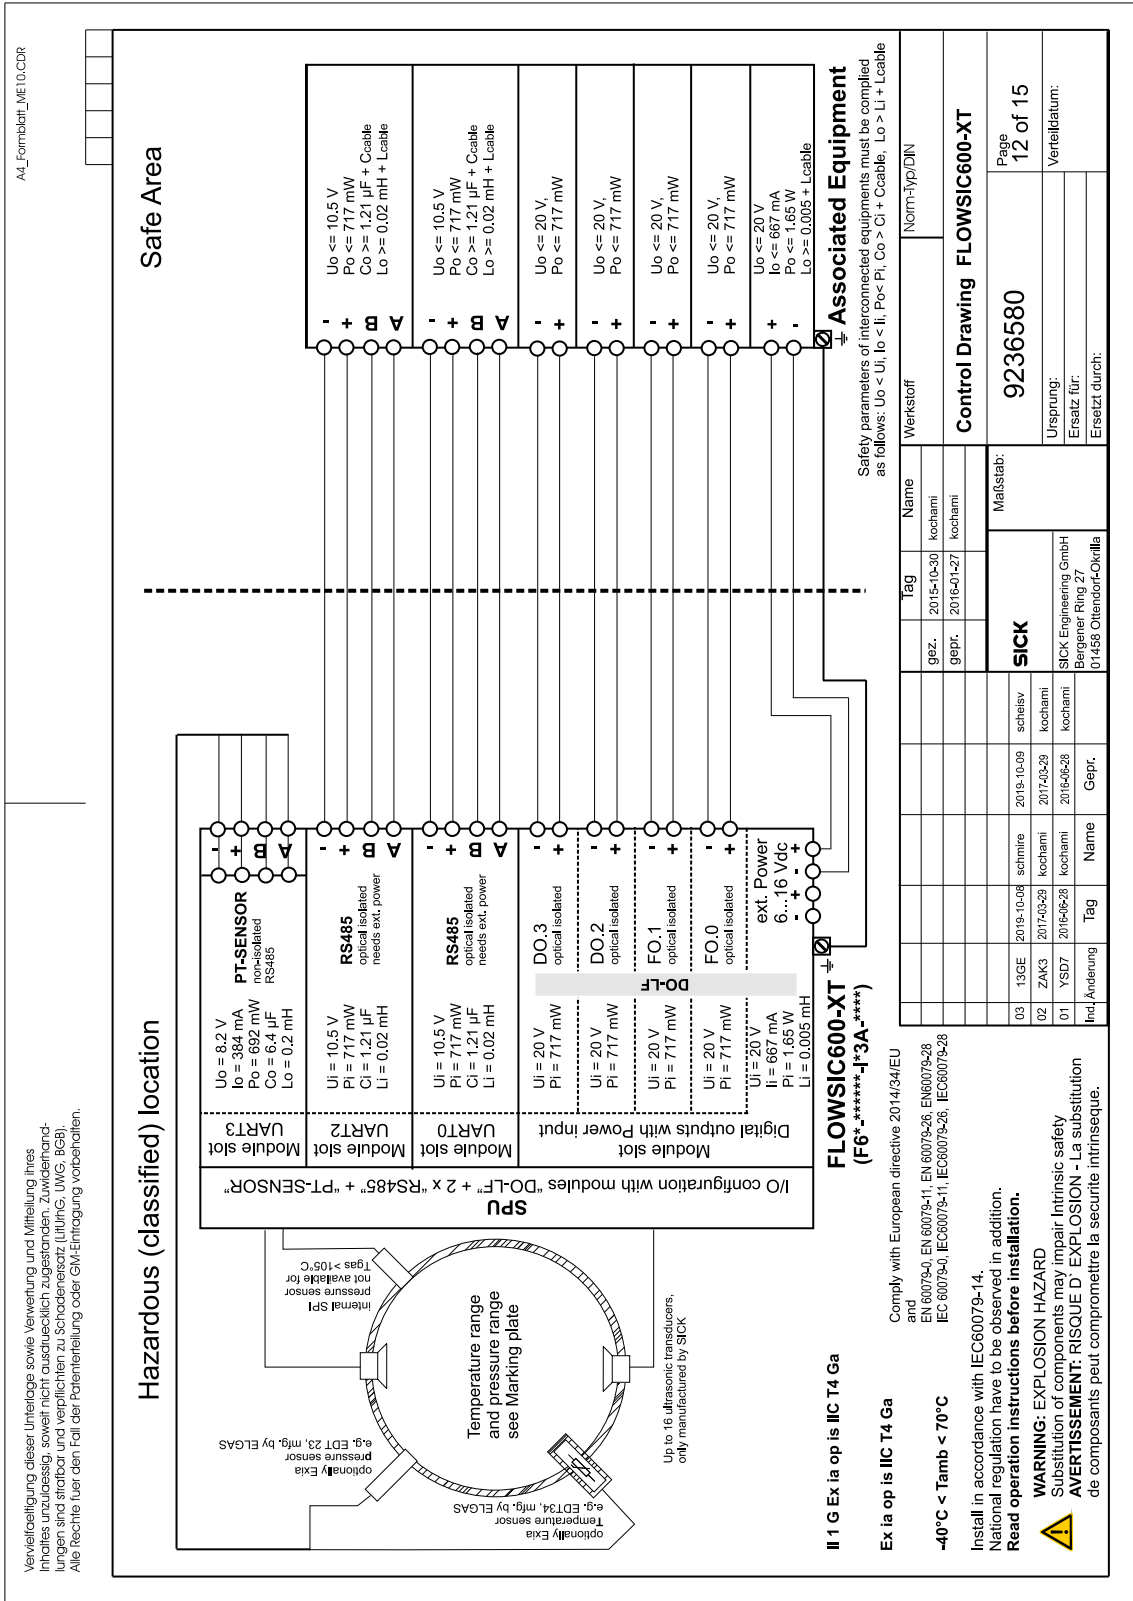 Vervielfaeltigung dieser Unterlage sowie Verwertung und Mitteilung ihres
Inhaltes unzulaessig, soweit nicht ausdruecklich zugestanden. Zuwiderhand-
lungen sind strafbar und verpflichten zu Schadenersatz (LitUrhG, UWG, BGB).
Alle Rechte fuer den Fall der Patenterteilung oder GM-Eintragung vorbehalten.
A4_Formblatt_ME10.CDR
Hazardous (classified) location
Safe Area
optionally Exia
Temperature sensor
e.g. EDT34, mfg. by ELGAS
optionally Exia
pressure sensor
e.g. EDT 23, mfg. by ELGAS
internal SPI
pressure sensor
not available for
Tgas >105°C
Temperature range
and pressure range
see Marking plate
Up to 16 ultrasonic transducers,
only manufactured by SICK
SPU
I/O configuration with modules "DO-LF" + 2 x "RS485" + "PT-SENSOR"
Module slot
UART3
Uo = 8.2 V
Io = 384 mA
Po = 692 mW
Co = 6.4 µF
Lo = 0.2 mH
PT-SENSOR
non-isolated
RS485
-
+
B
A
Module slot
UART2
Ui = 10.5 V
Pi = 717 mW
Ci = 1.21 µF
Li = 0.02 mH
RS485
optical isolated
needs ext. power
-
+
B
A
Module slot
UART0
Ui = 10.5 V
Pi = 717 mW
Ci = 1.21 µF
Li = 0.02 mH
RS485
optical isolated
needs ext. power
-
+
B
A
Module slot
Digital outputs with Power input
DO-LF
Ui = 20 V
Pi = 717 mW
DO.3
optical isolated
-
+
Ui = 20 V
Pi = 717 mW
DO.2
optical isolated
-
+
Ui = 20 V
Pi = 717 mW
FO.1
optical isolated
-
+
Ui = 20 V
Pi = 717 mW
FO.0
optical isolated
-
+
Ui = 20 V
Ii = 667 mA
Pi = 1.65 W
Li = 0.005 mH
ext. Power
6...16 Vdc
- + - +
-
+
B
A
Uo <= 10.5 V
Po <= 717 mW
Co >= 1.21 µF + Ccable
Lo >= 0.02 mH + Lcable
-
+
B
A
Uo <= 10.5 V
Po <= 717 mW
Co >= 1.21 µF + Ccable
Lo >= 0.02 mH + Lcable
-
+
Uo <= 20 V,
Po <= 717 mW
-
+
Uo <= 20 V,
Po <= 717 mW
-
+
Uo <= 20 V,
Po <= 717 mW
-
+
Uo <= 20 V,
Po <= 717 mW
+
-
Uo <= 20 V
Io <= 667 mA
Po <= 1.65 W
Lo >= 0.005 + Lcable
Associated Equipment
Safety parameters of interconnected equipments must be complied
as follows: Uo < Ui, Io < Ii, Po< Pi, Co > Ci + Ccable, Lo > Li + Lcable
FLOWSIC600-XT
(F6*-******-I*3A-****)
II 1 G Ex ia op is IIC T4 Ga
Ex ia op is IIC T4 Ga
-40°C < Tamb < 70°C
Comply with European directive 2014/34/EU
and
EN 60079-0, EN 60079-11, EN 60079-26, EN60079-28
IEC 60079-0, IEC60079-11, IEC60079-26, IEC60079-28
Install in accordance with IEC60079-14.
National regulation have to be observed in addition.
Read operation instructions before installation.
WARNING: EXPLOSION HAZARD
Substitution of components may impair Intrinsic safety
AVERTISSEMENT: RISQUE D' EXPLOSION - La substitution
de composants peut compromettre la securite intrinseque.
03 13GE 2019-10-08 schmire 2019-10-09 scheisv
02 ZAK3 2017-03-29 kochami 2017-03-29 kochami
01 YSD7 2016-06-28 kochami 2016-06-28 kochami
Ind. Änderung Tag Name Gepr.
Tag Name
gez. 2015-10-30 kochami
gepr. 2016-01-27 kochami
SICK
SICK Engineering GmbH
Bergener Ring 27
01458 Ottendorf-Okrilla
Maßstab:
Werkstoff
Norm-Typ/DIN
Control Drawing FLOWSIC600-XT
9236580
Page
12 of 15
Ursprung:
Ersatz für:
Ersetzt durch:
Verteildatum: